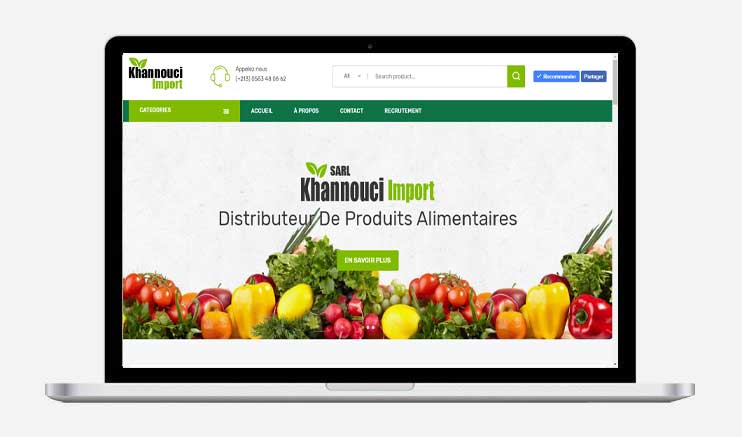 Khannouci
Import
Appelez nous
(+213) 0563 48 06 62
All
Search product...
Recommander
Partager
CATEGORIES
ACCUEIL
À PROPOS
CONTACT
RECRUTEMENT
SARL
Khannouci Import
Distributeur De Produits Alimentaires
EN SAVOIR PLUS